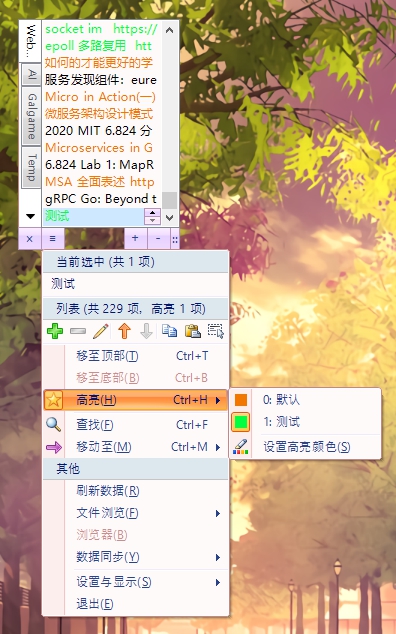 Web...
AI
Galgame
Temp
socket im https://
epoll 多路复用 htt
如何的才能更好的学
服务发现组件：eure
Micro in Action(一)
微服务架构设计模式
2020 MIT 6.824 分
Microservices in G
6.824 Lab 1: MapR
MSA 全面表述 http
gRPC Go: Beyond t
测试
x ≡ + -
当前选中 (共 1 项)
测试
列表 (共 229 项，高亮 1 项)
移至顶部(T) Ctrl+T
移至底部(B) Ctrl+B
高亮(H) Ctrl+H
0: 默认
1: 测试
设置高亮颜色(S)
查找(F) Ctrl+F
移动至(M) Ctrl+M
其他
刷新数据(R)
文件浏览(F)
浏览器(B)
数据同步(Y)
设置与显示(S)
退出(E)